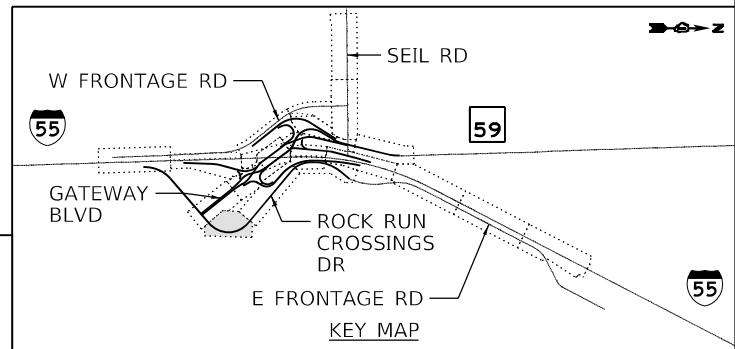 Z
SEIL RD
W FRONTAGE RD
55
59
GATEWAY
BLVD
ROCK RUN
CROSSINGS
DR
E FRONTAGE RD
55
KEY MAP